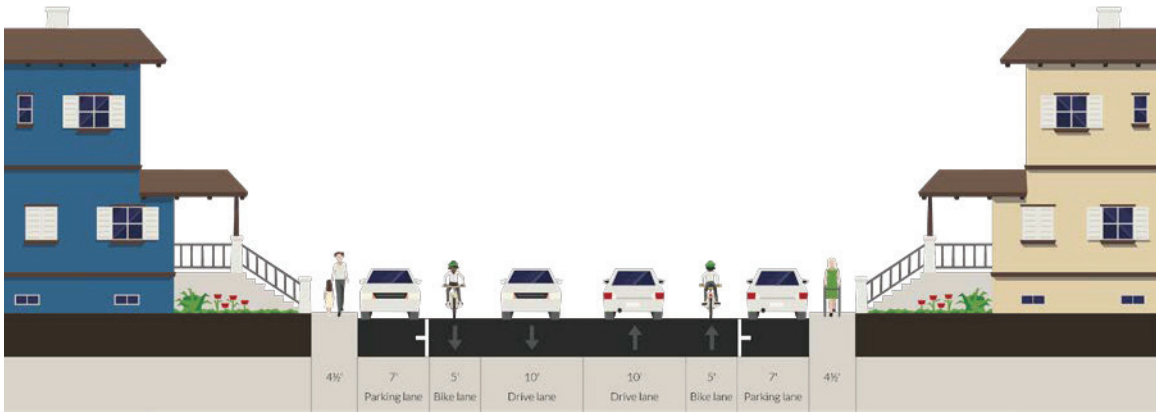 4½' 7' 5' 10' 10' 5' 7' 4½'
Parking lane Bike lane Drive lane Drive lane Bike lane Parking lane